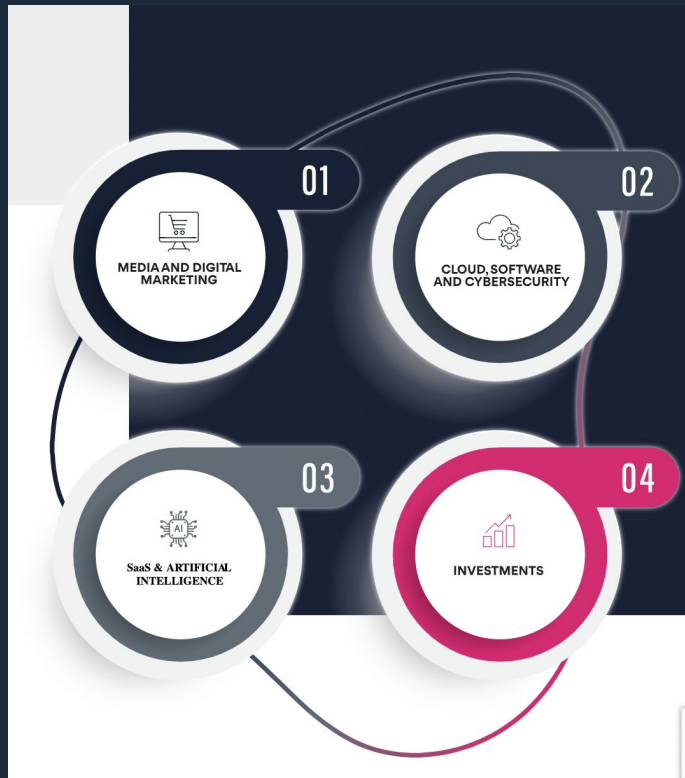 01
MEDIA AND DIGITAL
MARKETING
02
CLOUD, SOFTWARE
AND CYBERSECURITY
03
AI
SaaS & ARTIFICIAL
INTELLIGENCE
04
INVESTMENTS